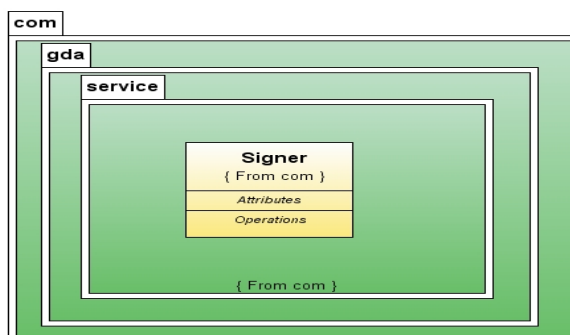 com
gda
service
Signer
{ From com }
Attributes
Operations
{ From com }